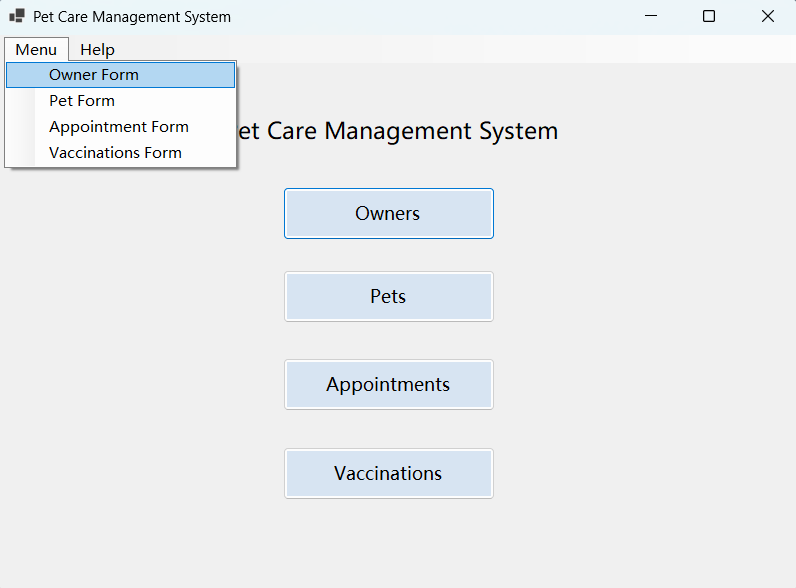 Pet Care Management System
Menu Help
Owner Form
Pet Form
Appointment Form
Vaccinations Form
et Care Management System
Owners
Pets
Appointments
Vaccinations